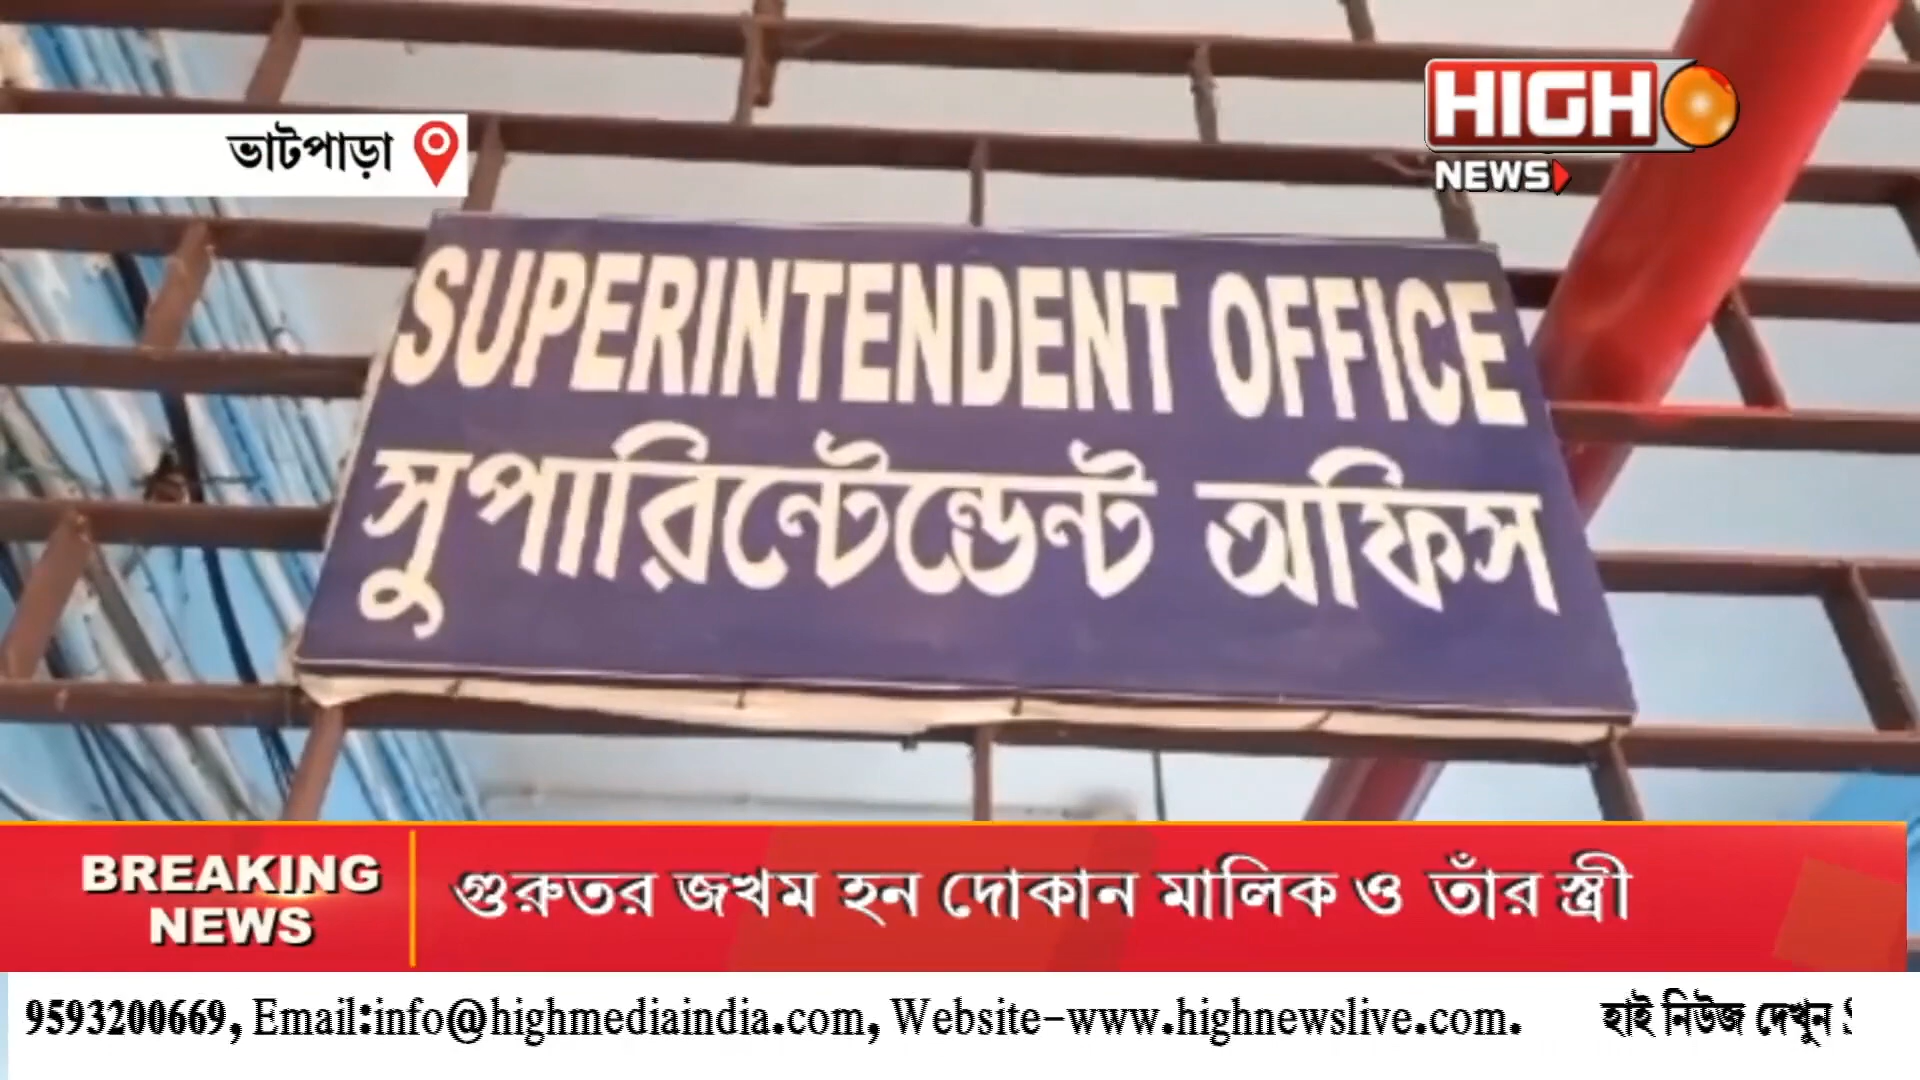 ভাটপাড়া
HIGH
NEWS
SUPERINTENDENT OFFICE
সুপারিন্টেন্ডেন্ট অফিস
BREAKING
NEWS
গুরুতর জখম হন দোকান মালিক ও তাঁর স্ত্রী
9593200669, Email:info@highmediaindia.com, Website-www.highnewslive.com. হাই নিউজ দেখুন